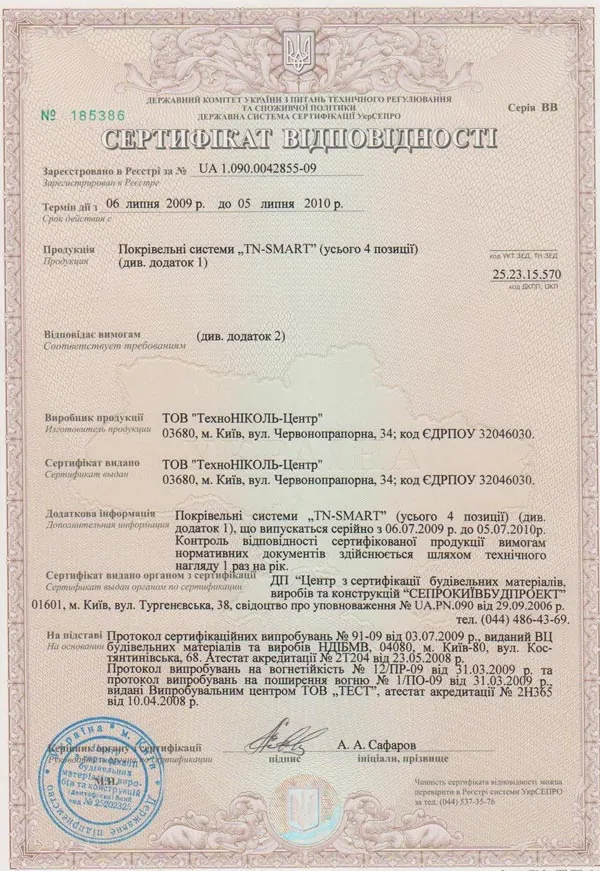 ДЕРЖАВНИЙ КОМІТЕТ УКРАЇНИ З ПИТАНЬ ТЕХНІЧНОГО РЕГУЛЮВАННЯ
ТА СПОЖИВЧОЇ ПОЛІТИКИ
ДЕРЖАВНА СИСТЕМА СЕРТИФІКАЦІЇ УкрСЕПРО
№ 185386
Серія ВВ
СЕРТИФІКАТ ВІДПОВІДНОСТІ
Зареєстровано в Реєстрі за № UA 1.090.0042855-09
Зарегистрирован в Реестре
Термін дії з 06 липня 2009 р. до 05 липня 2010 р.
Срок действия с
Продукція Покрівельні системи „TN-SMART" (усього 4 позиції)
Продукция (див. додаток 1)
код УКТ ЗЕД, ТН ЗЕД
25.23.15.570
код ДКПП, ОКП
Відповідає вимогам (див. додаток 2)
Соответствует требованиям
Виробник продукції ТОВ "ТехноНІКОЛЬ-Центр"
Изготовитель продукции 03680, м. Київ, вул. Червонопрапорна, 34; код ЄДРПОУ 32046030.
Сертифікат видано ТОВ "ТехноНІКОЛЬ-Центр"
Сертификат выдан 03680, м. Київ, вул. Червонопрапорна, 34; код ЄДРПОУ 32046030.
Додаткова інформація Покрівельні системи „TN-SMART" (усього 4 позиції) (див.
Дополнительная информация додаток 1), що випускається серійно з 06.07.2009 р. до 05.07.2010р.
Контроль відповідності сертифікованої продукції вимогам
нормативних документів здійснюється шляхом технічного
нагляду 1 раз на рік.
Сертифікат видано органом з сертифікації ДП "Центр з сертифікації будівельних матеріалів,
Сертификат выдан органом по сертификации виробів та конструкцій "СЕПРОКИЇВБУДПРОЕКТ"
01601, м. Київ, вул. Тургенєвська, 38, свідоцтво про уповноваження № UA.PN.090 від 29.09.2006 р.
тел. (044) 486-43-69.
На підставі Протокол сертифікаційних випробувань № 91-09 від 03.07.2009 р., виданий ВЦ
На основании будівельних матеріалів та виробів НДІБМВ, 04080, м. Київ-80, вул. Кос-
тянтинівська, 68. Атестат акредитації № 2Т204 від 23.05.2008 р.
Протокол випробувань на вогнетійкість № 12/ПР-09 від 31.03.2009 р. та
протокол випробувань на поширення вогню № 1/ПО-09 від 31.03.2009 р.,
видані Випробувальним центром ТОВ „ТЕСТ", атестат акредитації № 2Н365
від 10.04.2008 р.
Керівник органу з сертифікації А. А. Сафаров
Руководитель органа по сертификации підпис ініціали, прізвище
М.П.
Україна м. Київ
Державне підприємство
з сертифікації
будівельних
матеріалів, виро-
бів та конструкцій
код № 25202325
Чинність сертифіката відповідності можна
перевірити в Реєстрі системи УкрСЕПРО
за тел. (044) 537-35-76